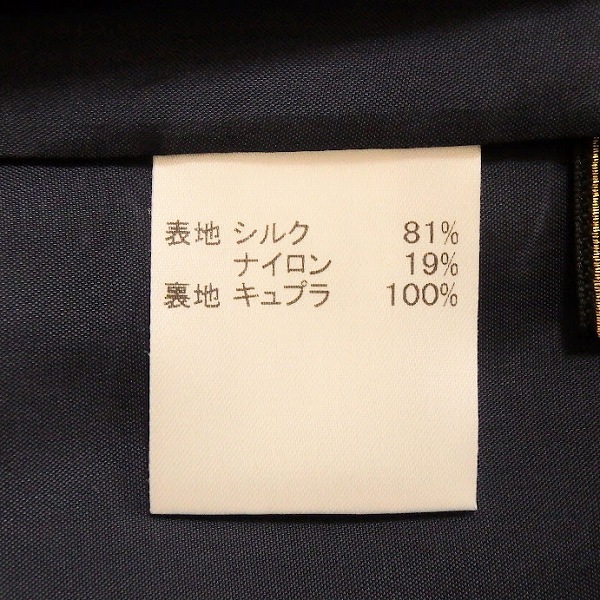 表地 シルク 81%
ナイロン 19%
裏地 キュプラ 100%